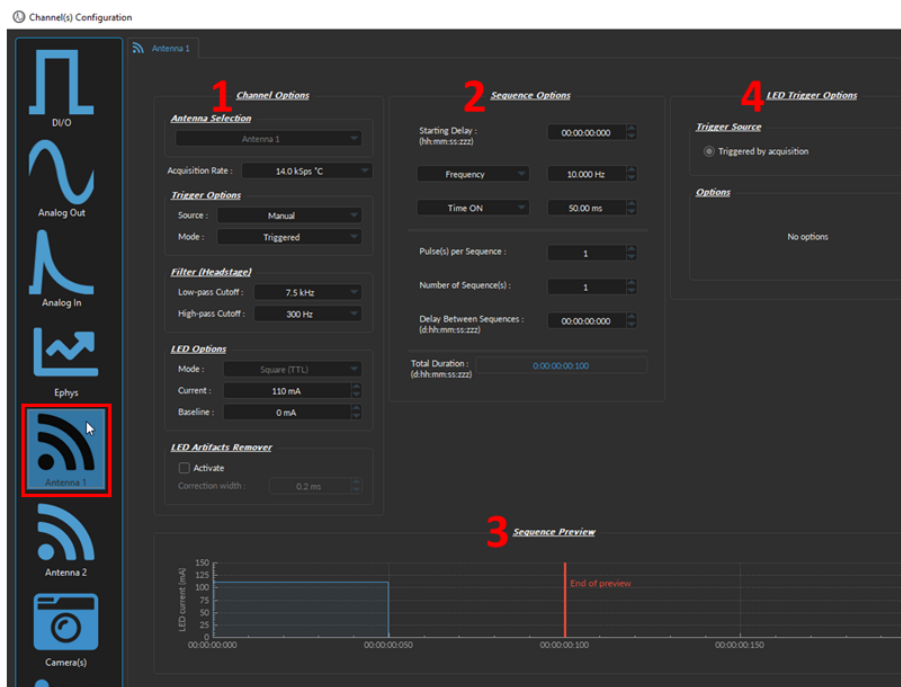 Channel(s) Configuration
DI/O
Analog Out
Analog In
Ephys
Antenna 1
Antenna 2
Camera(s)
Antenna 1
1 Channel Options
Antenna Selection
Antenna 1
Acquisition Rate : 14.0 kSps °C
Trigger Options
Source : Manual
Mode : Triggered
Filter (Headstage)
Low-pass Cutoff : 7.5 kHz
High-pass Cutoff : 300 Hz
LED Options
Mode : Square (TTL)
Current : 110 mA
Baseline : 0 mA
LED Artifacts Remover
Activate
Correction width : 0.2 ms
2 Sequence Options
Starting Delay : 00:00:00:000
(hh:mm:ss:zzz)
Frequency 10.000 Hz
Time ON 50.00 ms
Pulse(s) per Sequence : 1
Number of Sequence(s) : 1
Delay Between Sequences : 00:00:00:000
(d:hh:mm:ss:zzz)
Total Duration : 0:00:00:00:100
(d:hh:mm:ss:zzz)
4 LED Trigger Options
Trigger Source
Triggered by acquisition
Options
No options
3 Sequence Preview
LED current (mA)
150
125
100
75
50
25
0
End of preview
00:00:00:000 00:00:00:050 00:00:00:100 00:00:00:150